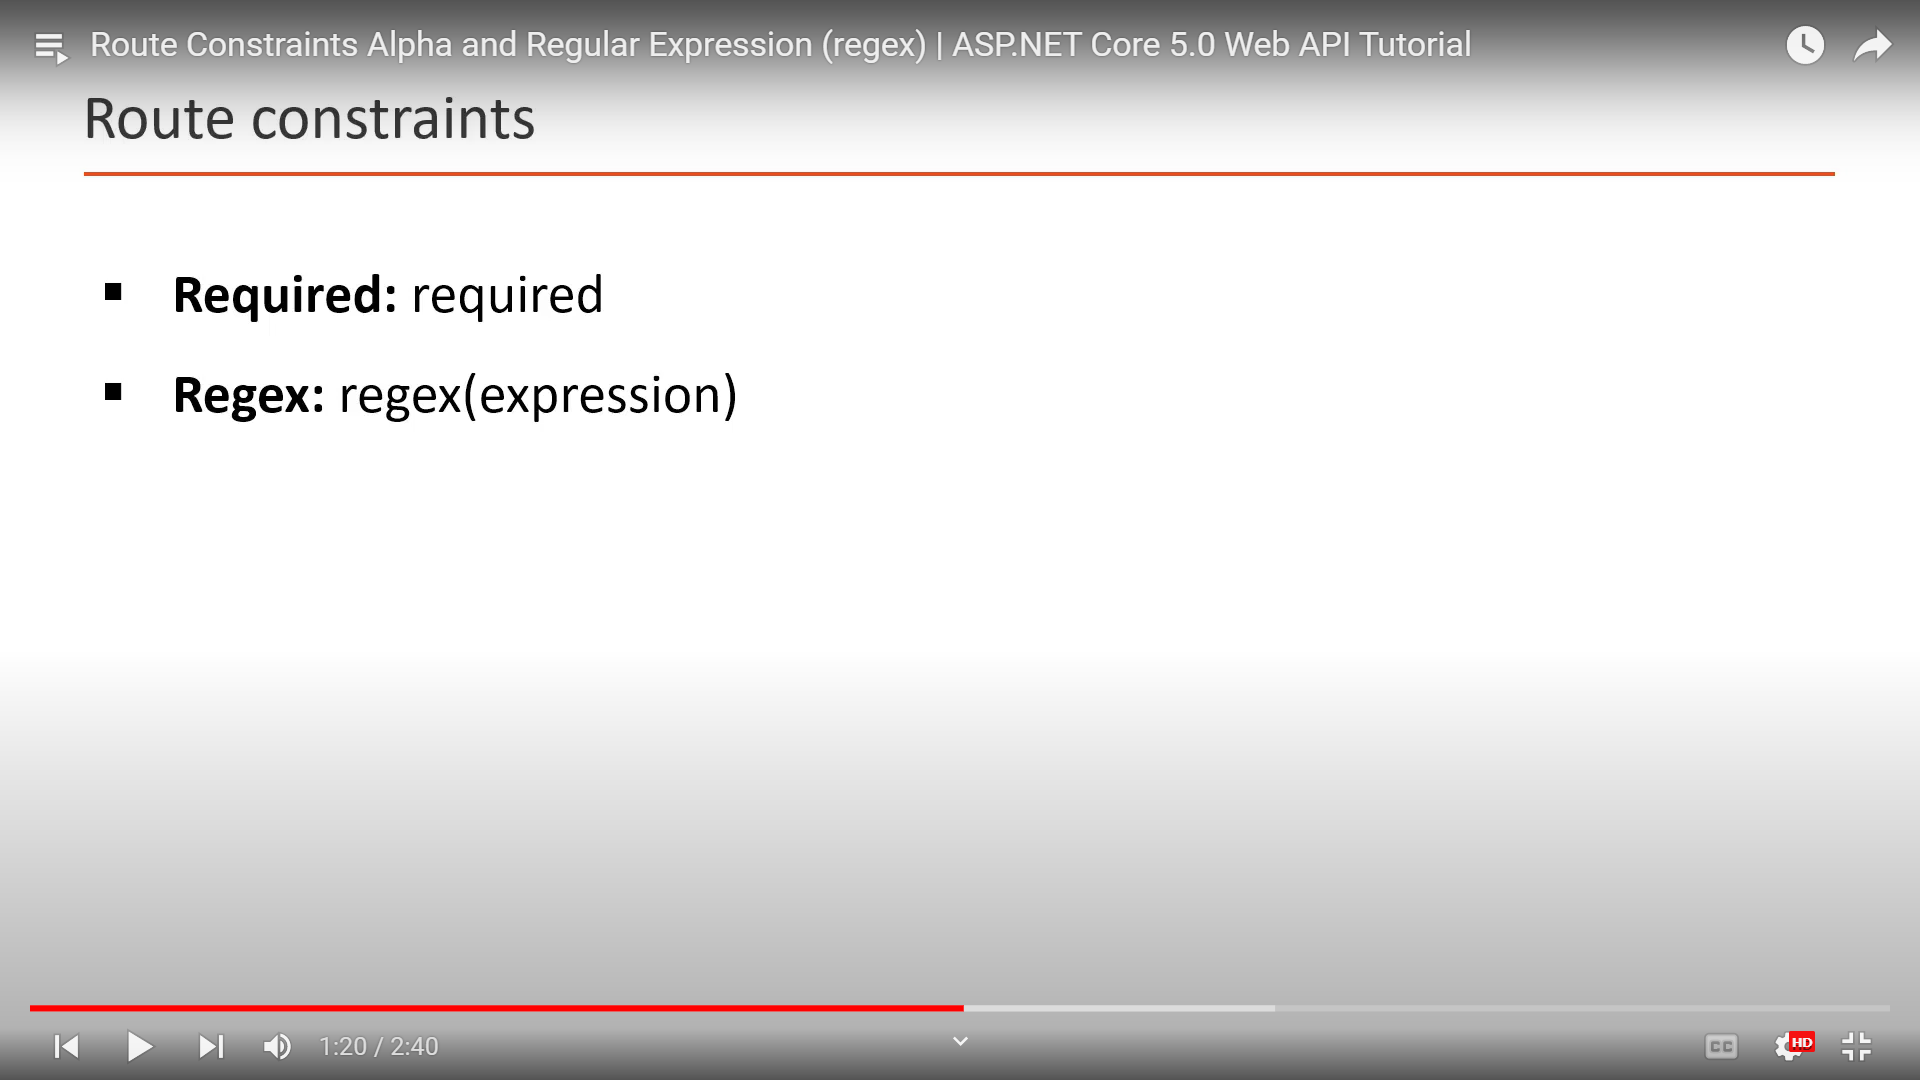 Route Constraints Alpha and Regular Expression (regex) | ASP.NET Core 5.0 Web API Tutorial
Route constraints
Required: required
Regex: regex(expression)
1:20 / 2:40
CC
HD